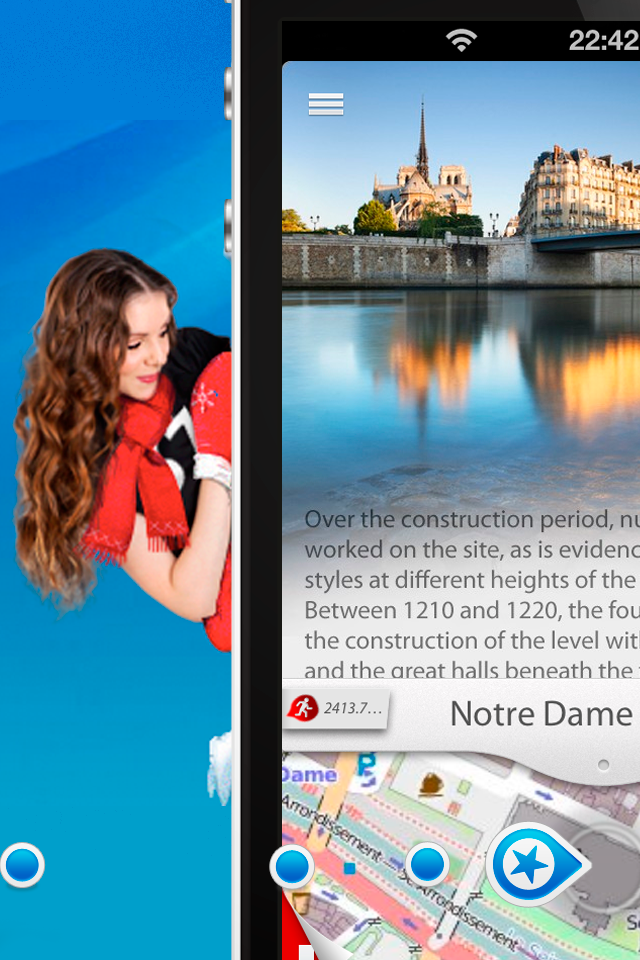 22:42
Over the construction period, nu
worked on the site, as is evidenc
styles at different heights of the
Between 1210 and 1220, the fou
the construction of the level wit
and the great halls beneath the
2413.7...
Notre Dame
Dame
Arrondissement
Arrondissement